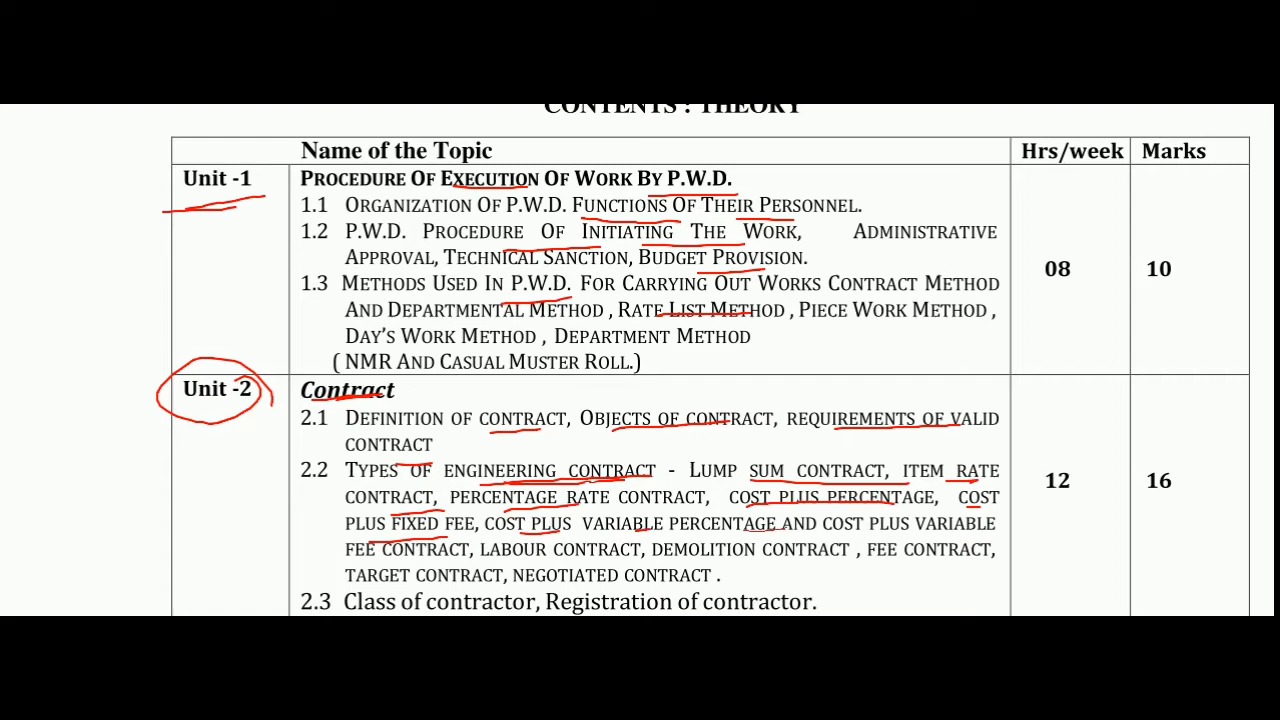 CONTENTS : THEORY
Name of the Topic Hrs/week Marks
Unit -1 PROCEDURE OF EXECUTION OF WORK BY P.W.D.
1.1 ORGANIZATION OF P.W.D. FUNCTIONS OF THEIR PERSONNEL.
1.2 P.W.D. PROCEDURE OF INITIATING THE WORK, ADMINISTRATIVE
APPROVAL, TECHNICAL SANCTION, BUDGET PROVISION.
08 10
1.3 METHODS USED IN P.W.D. FOR CARRYING OUT WORKS CONTRACT METHOD
AND DEPARTMENTAL METHOD , RATE LIST METHOD , PIECE WORK METHOD ,
DAY'S WORK METHOD , DEPARTMENT METHOD
( NMR AND CASUAL MUSTER ROLL.)
Unit -2 Contract
2.1 DEFINITION OF CONTRACT, OBJECTS OF CONTRACT, REQUIREMENTS OF VALID
CONTRACT
2.2 TYPES OF ENGINEERING CONTRACT - LUMP SUM CONTRACT, ITEM RATE
12 16
CONTRACT, PERCENTAGE RATE CONTRACT, COST PLUS PERCENTAGE, COST
PLUS FIXED FEE, COST PLUS VARIABLE PERCENTAGE AND COST PLUS VARIABLE
FEE CONTRACT, LABOUR CONTRACT, DEMOLITION CONTRACT , FEE CONTRACT,
TARGET CONTRACT, NEGOTIATED CONTRACT .
2.3 Class of contractor, Registration of contractor.